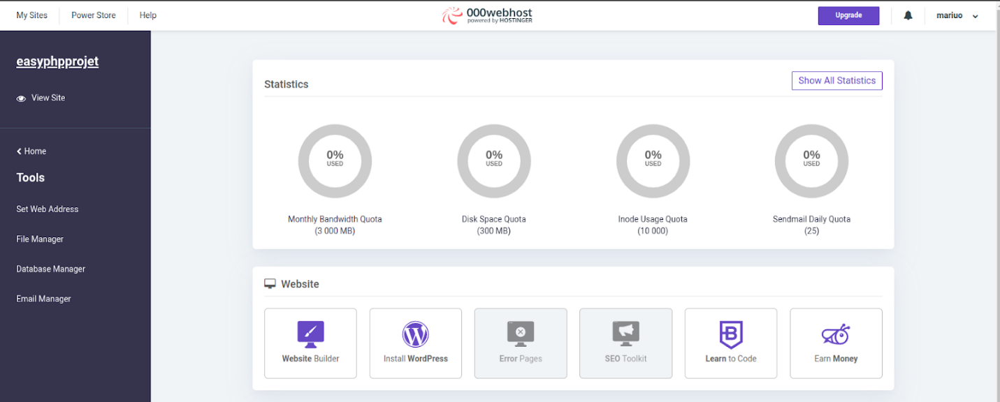 My Sites
Power Store
Help
000webhost
powered by HOSTINGER
Upgrade
mariuo
easyphpprojet
View Site
Home
Tools
Set Web Address
File Manager
Database Manager
Email Manager
Statistics
Show All Statistics
0%
USED
Monthly Bandwidth Quota
(3 000 MB)
0%
USED
Disk Space Quota
(300 MB)
0%
USED
Inode Usage Quota
(10 000)
0%
USED
Sendmail Daily Quota
(25)
Website
Website Builder
Install WordPress
Error Pages
SEO Toolkit
Learn to Code
Earn Money